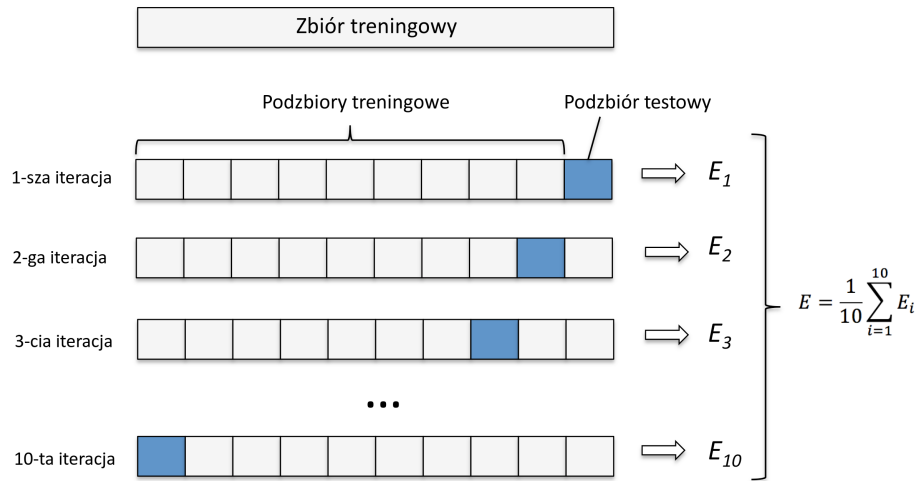 Zbiór treningowy
Podzbiory treningowe
Podzbiór testowy
1-sza iteracja
E₁
2-ga iteracja
E₂
3-cia iteracja
E₃
...
10-ta iteracja
E₁₀
E = 1/10 ∑_{i=1}^{10} E_i